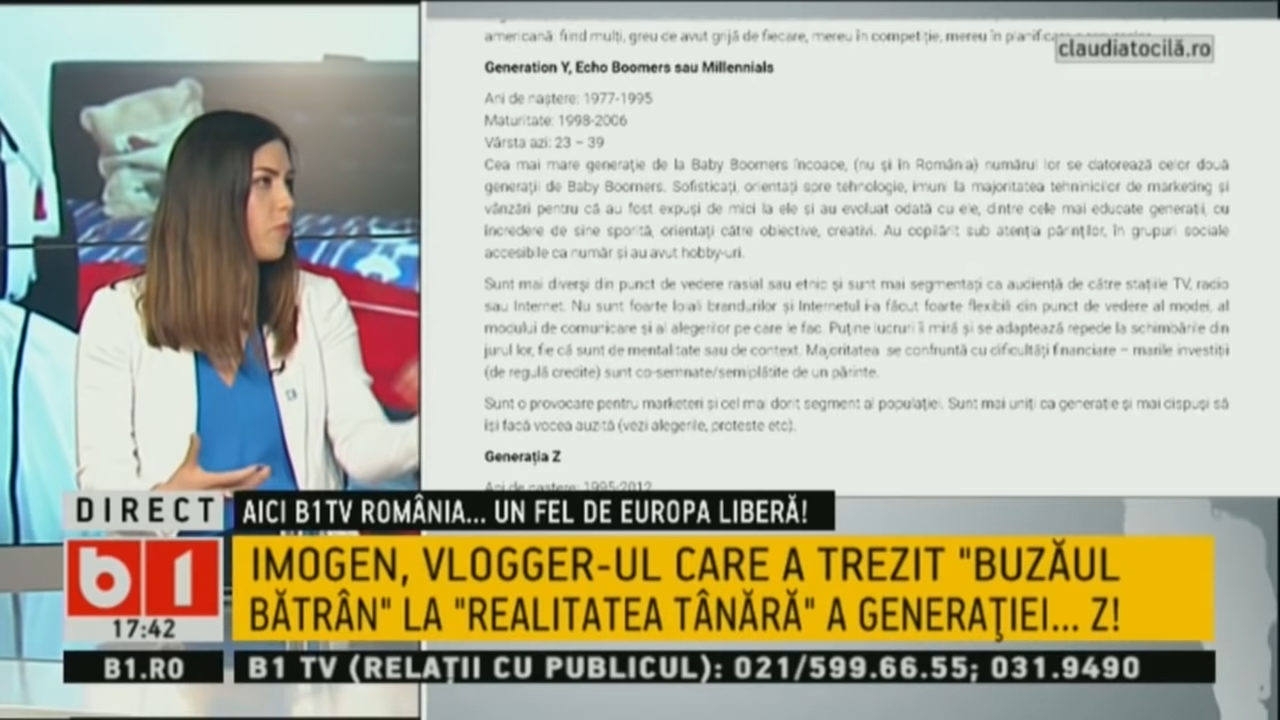 americană: fiind mulți, greu de avut grijă de fiecare, mereu în competiție, mereu în
claudiatocilă.ro
Generation Y, Echo Boomers sau Millennials
Ani de naștere: 1977-1995
Maturitate: 1998-2006
Vârsta azi: 23 – 39
Cea mai mare generație de la Baby Boomers încoace, (nu și în România) numărul lor se datorează celor două
generații de Baby Boomers. Sofisticați, orientați spre tehnologie, imuni la majoritatea tehninicilor de marketing și
vânzări pentru că au fost expuși de mici la ele și au evoluat odată cu ele, dintre cele mai educate generații, cu
încredere de sine sporită, orientați către obiective, creativi. Au copilărit sub atenția părinților, în grupuri sociale
accesibile ca număr și au avut hobby-uri.
Sunt mai diverși din punct de vedere rasial sau etnic și sunt mai segmentați ca audiență de către stațiile TV, radio
sau Internet. Nu sunt foarte loiali brandurilor și Internetul i-a făcut foarte flexibili din punct de vedere al modei, al
modului de comunicare și al alegerilor pe care le fac. Puține lucruri îi miră și se adaptează repede la schimbările din
jurul lor, fie că sunt de mentalitate sau de context. Majoritatea se confruntă cu dificultăți financiare – marile investiții
(de regulă credite) sunt co-semnate/semiplătite de un părinte.
Sunt o provocare pentru marketeri și cel mai dorit segment al populației. Sunt mai uniți ca generație și mai dispuși să
își facă vocea auzită (vezi alegerile, proteste etc).
Generația Z
Ani de naștere: 1995-2012
DIRECT
AICI B1TV ROMÂNIA... UN FEL DE EUROPA LIBERĂ!
b1
IMOGEN, VLOGGER-UL CARE A TREZIT "BUZĂUL
BĂTRÂN" LA "REALITATEA TÂNĂRĂ" A GENERAŢIEI... Z!
17:42
B1.RO
B1 TV (RELAŢII CU PUBLICUL): 021/599.66.55; 031.9490